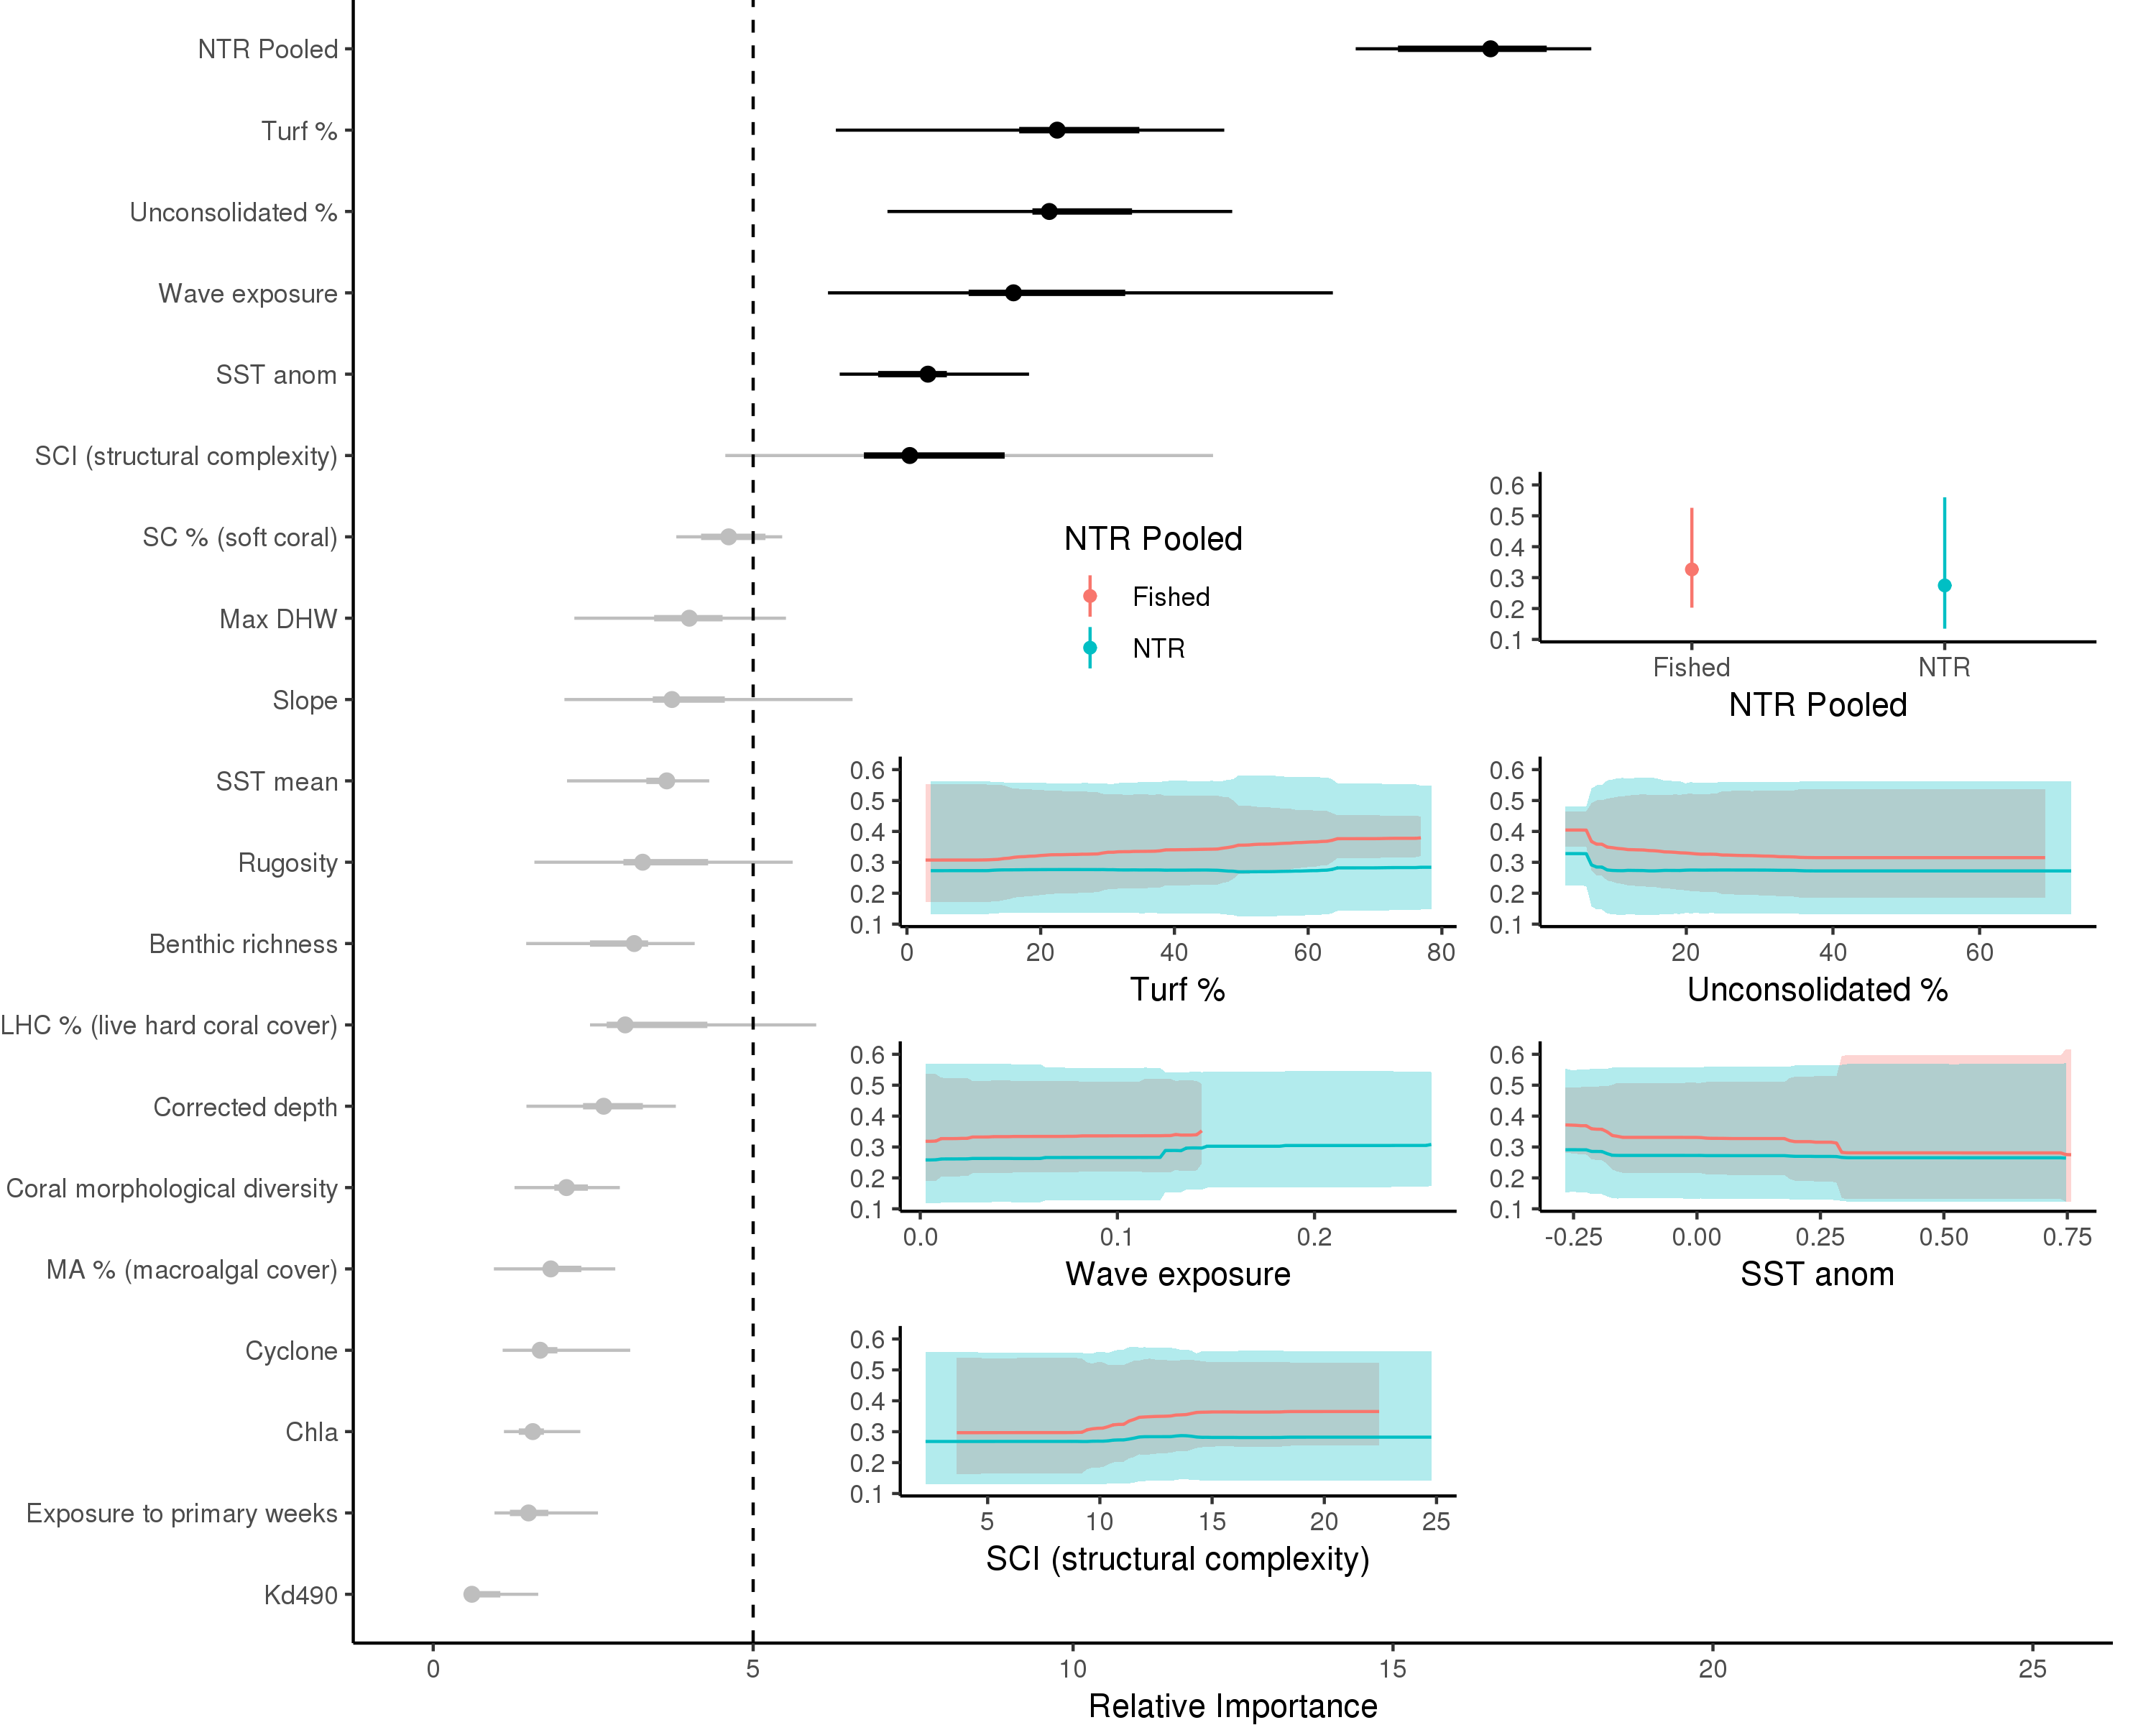 NTR Pooled
Turf %
Unconsolidated %
Wave exposure
SST anom
SCI (structural complexity)
SC % (soft coral)
Max DHW
Slope
SST mean
Rugosity
Benthic richness
LHC % (live hard coral cover)
Corrected depth
Coral morphological diversity
MA % (macroalgal cover)
Cyclone
Chla
Exposure to primary weeks
Kd490
0 5 10 15 20 25
Relative Importance
NTR Pooled
Fished
NTR
0.6
0.5
0.4
0.3
0.2
0.1
Fished NTR
NTR Pooled
0.6
0.5
0.4
0.3
0.2
0.1
0 20 40 60 80
Turf %
0.6
0.5
0.4
0.3
0.2
0.1
20 40 60
Unconsolidated %
0.6
0.5
0.4
0.3
0.2
0.1
0.0 0.1 0.2
Wave exposure
0.6
0.5
0.4
0.3
0.2
0.1
-0.25 0.00 0.25 0.50 0.75
SST anom
0.6
0.5
0.4
0.3
0.2
0.1
5 10 15 20 25
SCI (structural complexity)